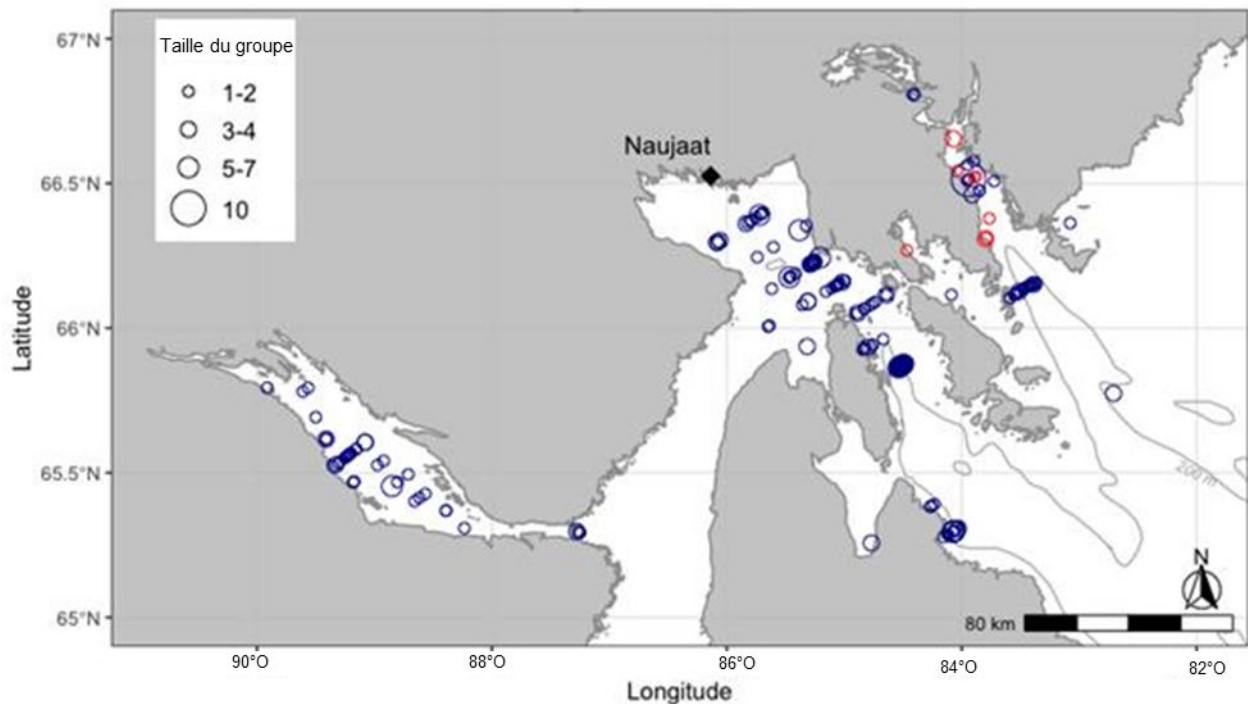 Taille du groupe
1-2
3-4
5-7
10
Naujaat
67°N
66.5°N
66°N
65.5°N
65°N
Latitude
200 m
N
80 km
90°O
88°O
86°O
84°O
82°O
Longitude